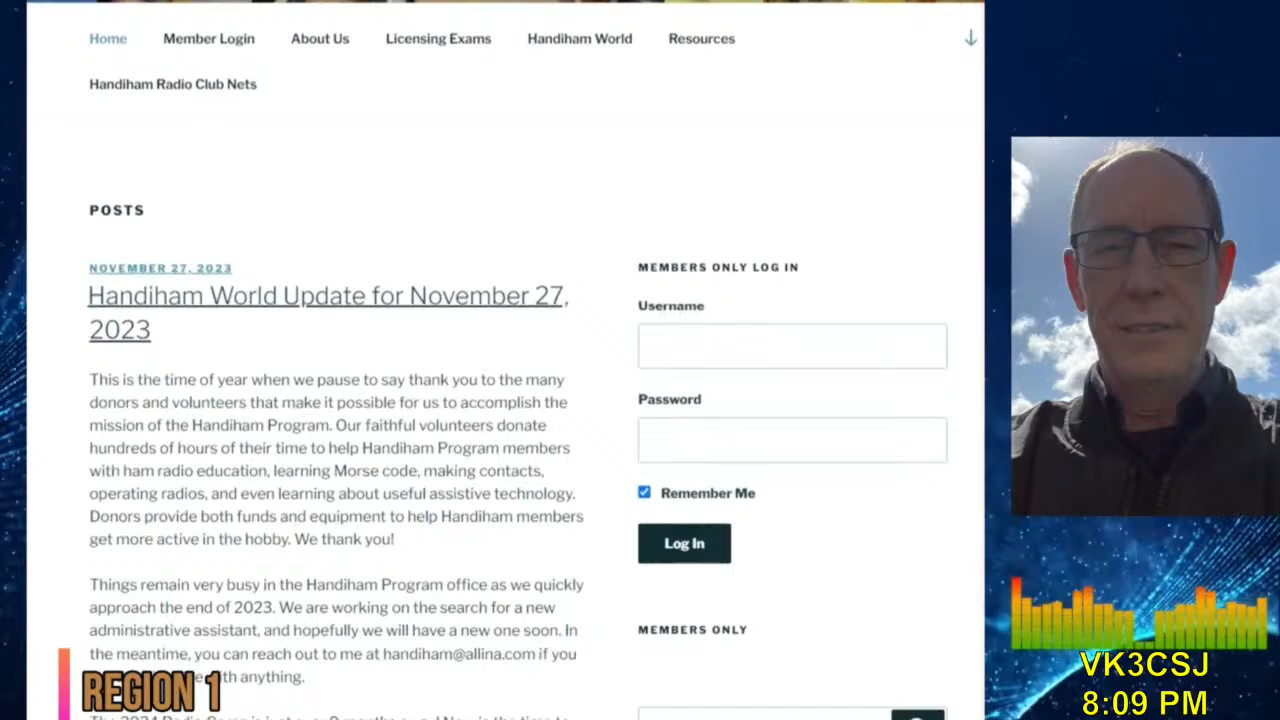 Home Member Login About Us Licensing Exams Handiham World Resources
Handiham Radio Club Nets
POSTS
NOVEMBER 27, 2023
Handiham World Update for November 27,
2023
This is the time of year when we pause to say thank you to the many
donors and volunteers that make it possible for us to accomplish the
mission of the Handiham Program. Our faithful volunteers donate
hundreds of hours of their time to help Handiham Program members
with ham radio education, learning Morse code, making contacts,
operating radios, and even learning about useful assistive technology.
Donors provide both funds and equipment to help Handiham members
get more active in the hobby. We thank you!
Things remain very busy in the Handiham Program office as we quickly
approach the end of 2023. We are working on the search for a new
administrative assistant, and hopefully we will have a new one soon. In
the meantime, you can reach out to me at handiham@allina.com if you
with anything.
MEMBERS ONLY LOG IN
Username
Password
Remember Me
Log In
MEMBERS ONLY
REGION 1
VK3CSJ
8:09 PM